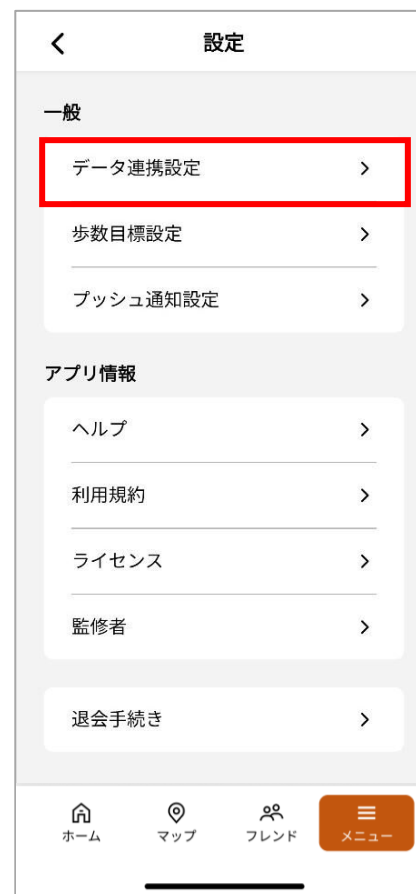 設定
一般
データ連携設定
歩数目標設定
プッシュ通知設定
アプリ情報
ヘルプ
利用規約
ライセンス
監修者
退会手続き
ホーム マップ フレンド メニュー